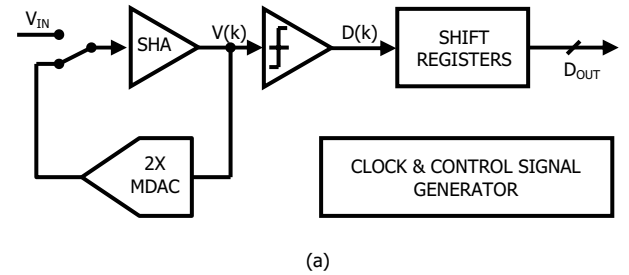 V_IN
SHA
V(k)
D(k)
SHIFT
REGISTERS
D_OUT
2X
MDAC
CLOCK & CONTROL SIGNAL
GENERATOR
(a)